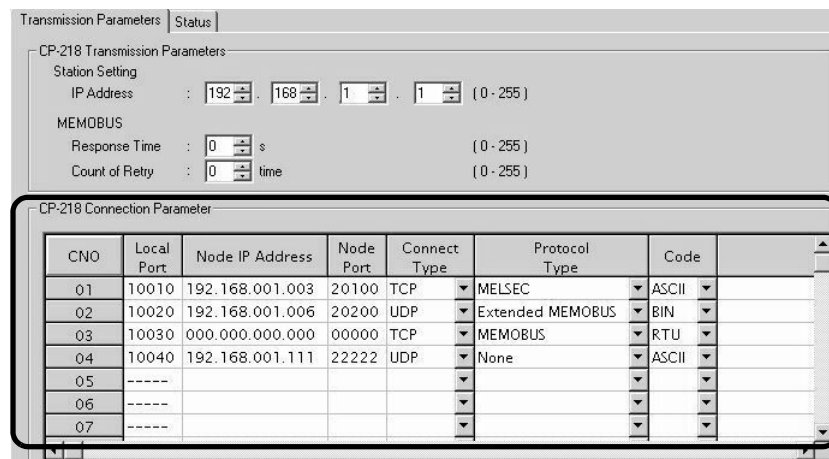 Transmission Parameters Status
CP-218 Transmission Parameters
Station Setting
IP Address : 192 . 168 . 1 . 1 ( 0 - 255 )
MEMOBUS
Response Time : 0 s ( 0 - 255 )
Count of Retry : 0 time ( 0 - 255 )
CP-218 Connection Parameter
CNO Local Port Node IP Address Node Port Connect Type Protocol Type Code
01 10010 192.168.001.003 20100 TCP MELSEC ASCII
02 10020 192.168.001.006 20200 UDP Extended MEMOBUS BIN
03 10030 000.000.000.000 00000 TCP MEMOBUS RTU
04 10040 192.168.001.111 22222 UDP None ASCII
05 -----
06 -----
07 -----